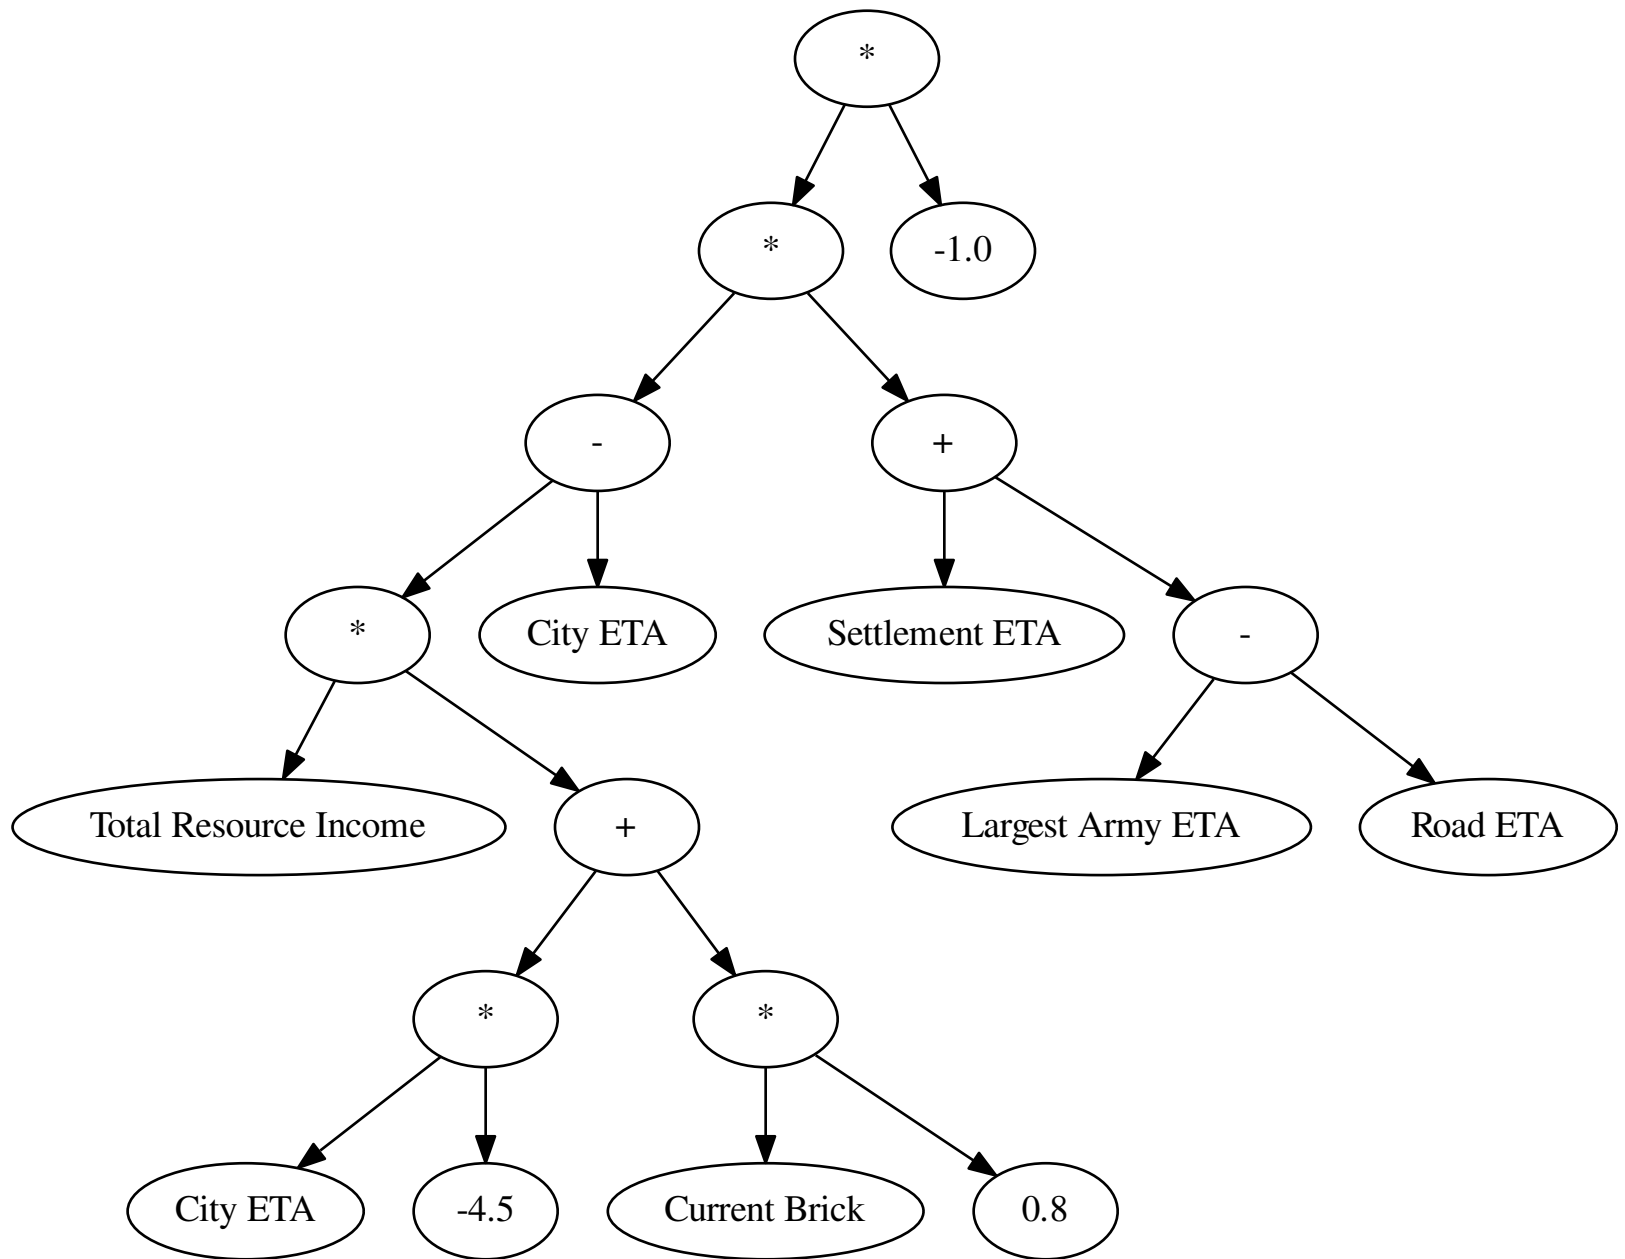 *
* -1.0
- +
* City ETA Settlement ETA -
Total Resource Income + Largest Army ETA Road ETA
* *
City ETA -4.5 Current Brick 0.8